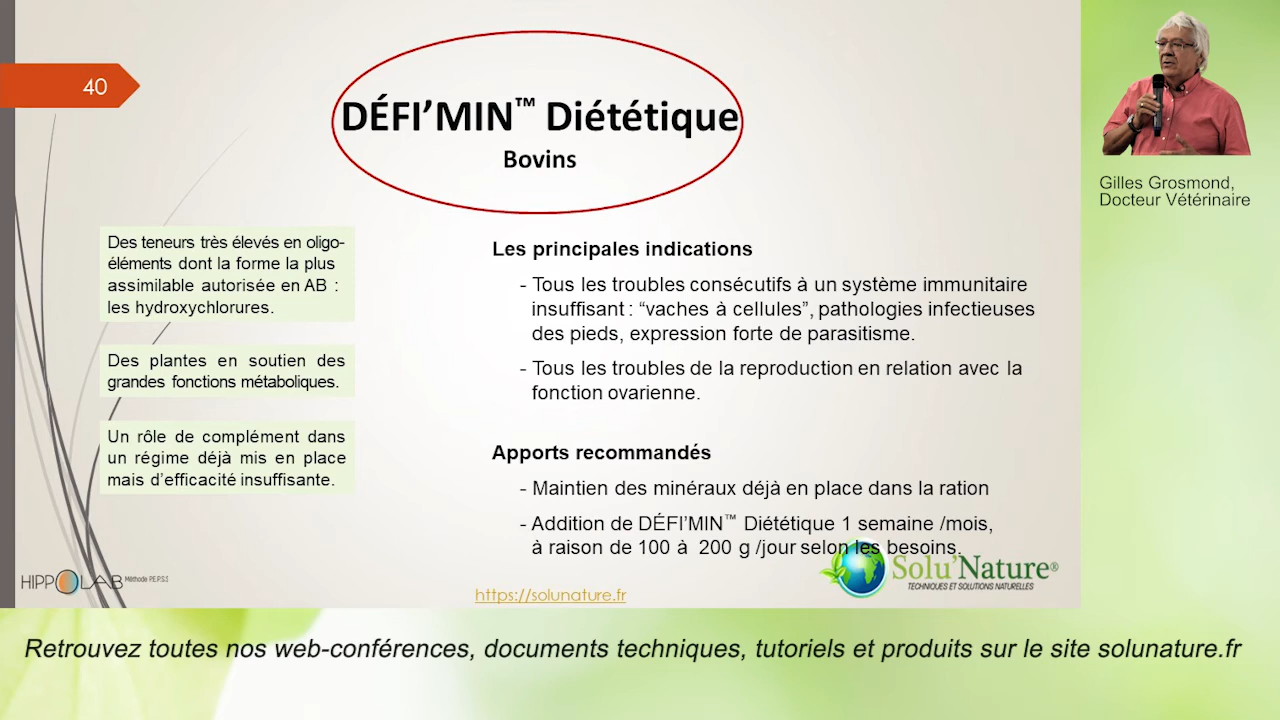 40
DÉFI’MIN™ Diététique
Bovins
Des teneurs très élevés en oligo-
éléments dont la forme la plus
assimilable autorisée en AB :
les hydroxychlorures.
Des plantes en soutien des
grandes fonctions métaboliques.
Un rôle de complément dans
un régime déjà mis en place
mais d’efficacité insuffisante.
Les principales indications
- Tous les troubles consécutifs à un système immunitaire
insuffisant : “vaches à cellules”, pathologies infectieuses
des pieds, expression forte de parasitisme.
- Tous les troubles de la reproduction en relation avec la
fonction ovarienne.
Apports recommandés
- Maintien des minéraux déjà en place dans la ration
- Addition de DÉFI’MIN™ Diététique 1 semaine /mois,
à raison de 100 à 200 g /jour selon les besoins.
HIPPOLAB Méthode P.E.P.S.S
https://solunature.fr
Solu’Nature®
TECHNIQUES ET SOLUTIONS NATURELLES
Gilles Grosmond,
Docteur Vétérinaire
Retrouvez toutes nos web-conférences, documents techniques, tutoriels et produits sur le site solunature.fr